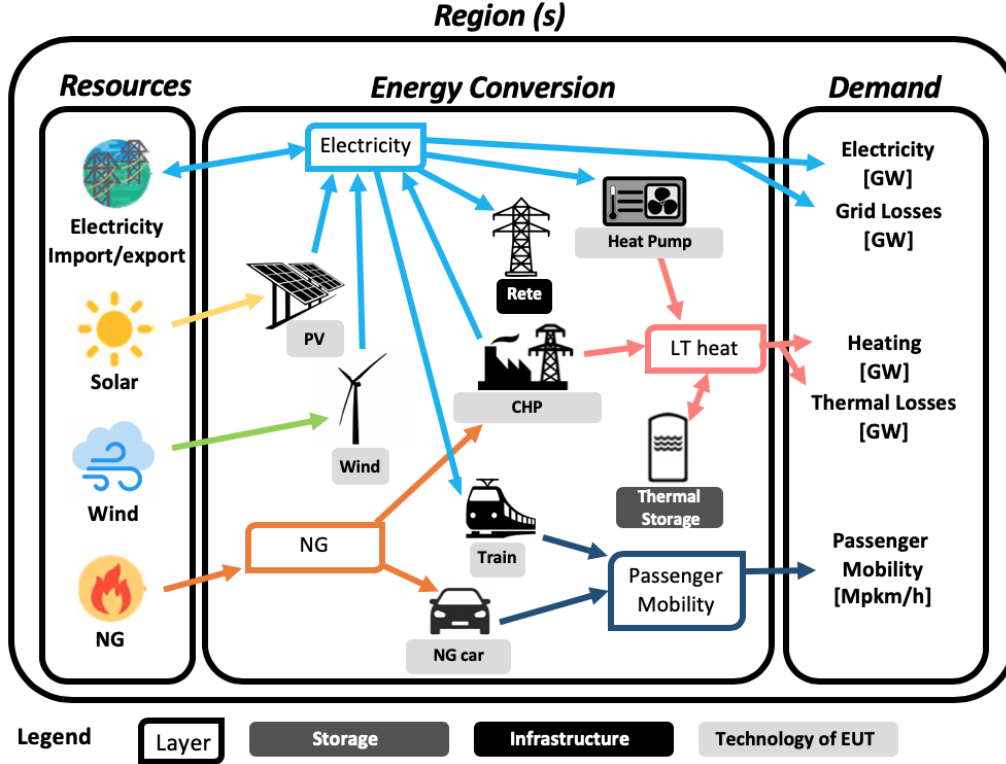 Region (s)
Resources
Energy Conversion
Demand
Electricity
Import/export
Solar
Wind
NG
Electricity
PV
Wind
NG
Rete
CHP
Train
NG car
Heat Pump
LT heat
Thermal
Storage
Passenger
Mobility
Electricity
[GW]
Grid Losses
[GW]
Heating
[GW]
Thermal Losses
[GW]
Passenger
Mobility
[Mpkm/h]
Legend
Layer
Storage
Infrastructure
Technology of EUT